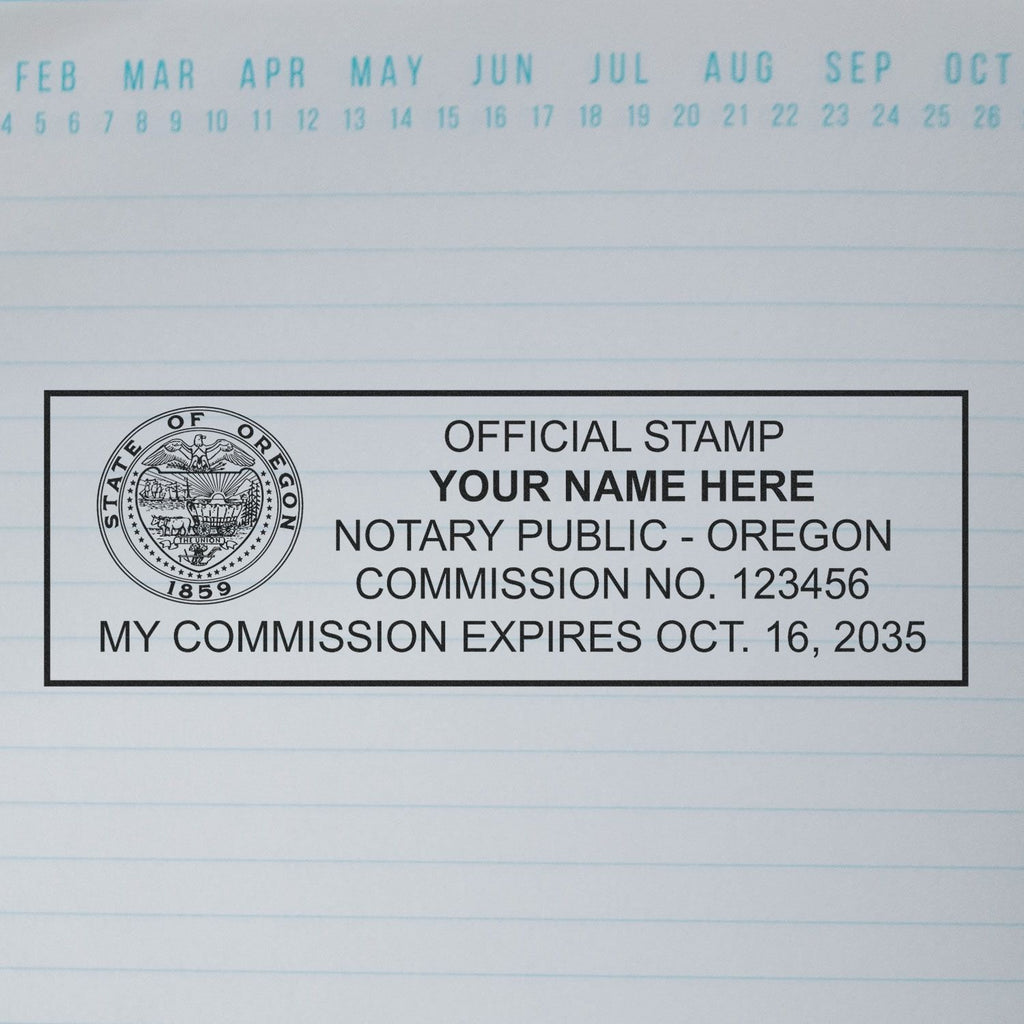 FEB MAR APR MAY JUN JUL AUG SEP OCT
4 5 6 7 8 9 10 11 12 13 14 15 16 17 18 19 20 21 22 23 24 25 26
STATE OF OREGON
THE UNION
1859
OFFICIAL STAMP
YOUR NAME HERE
NOTARY PUBLIC - OREGON
COMMISSION NO. 123456
MY COMMISSION EXPIRES OCT. 16, 2035